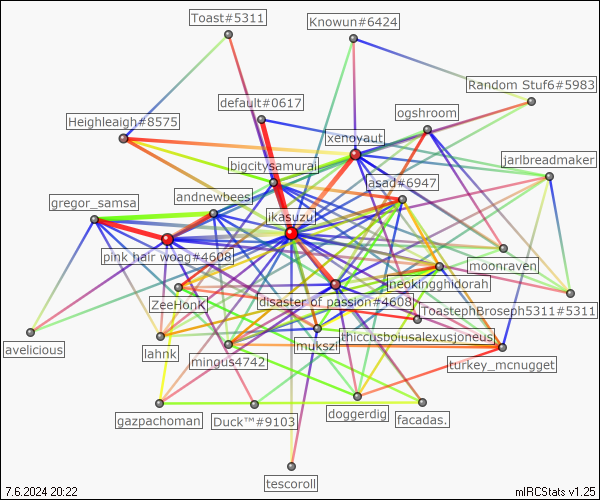 Toast#5311
Knowun#6424
Random Stuf6#5983
default#0617
ogshroom
Heighleaigh#8575
xenoyaut
bigcitysamurai
jarlbreadmaker
asad#6947
andnewbees
gregor_samsa
ikasuzu
pink hair woag#4608
moonraven
neokingghidorah
ZeeHonK
disaster of passion#4608
ToastephBroseph5311#5311
thiccusboiusalexusjoneus
mukszi
avelicious
lahnk
mingus4742
turkey_mcnugget
gazpachoman
Duck™#9103
doggerdig
facadas.
tescoroll
7.6.2024 20:22
mIRCStats v1.25